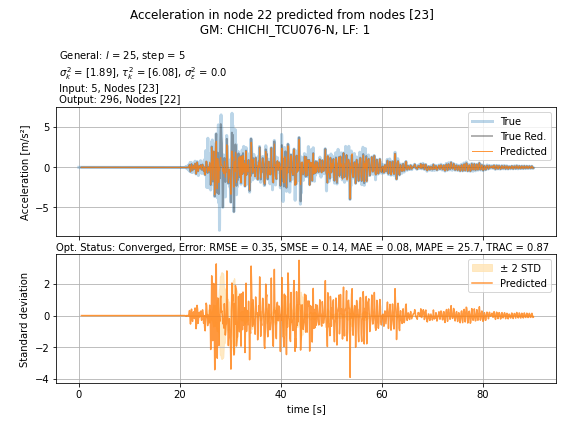 Acceleration in node 22 predicted from nodes [23]
GM: CHICHI_TCU076-N, LF: 1
General: l = 25, step = 5
σ²ₖ = [1.89], τ²ₖ = [6.08], σ²ε = 0.0
Input: 5, Nodes [23]
Output: 296, Nodes [22]
Acceleration [m/s²]
5
0
−5
True
True Red.
Predicted
Opt. Status: Converged, Error: RMSE = 0.35, SMSE = 0.14, MAE = 0.08, MAPE = 25.7, TRAC = 0.87
Standard deviation
2
0
−2
−4
± 2 STD
Predicted
0 20 40 60 80
time [s]